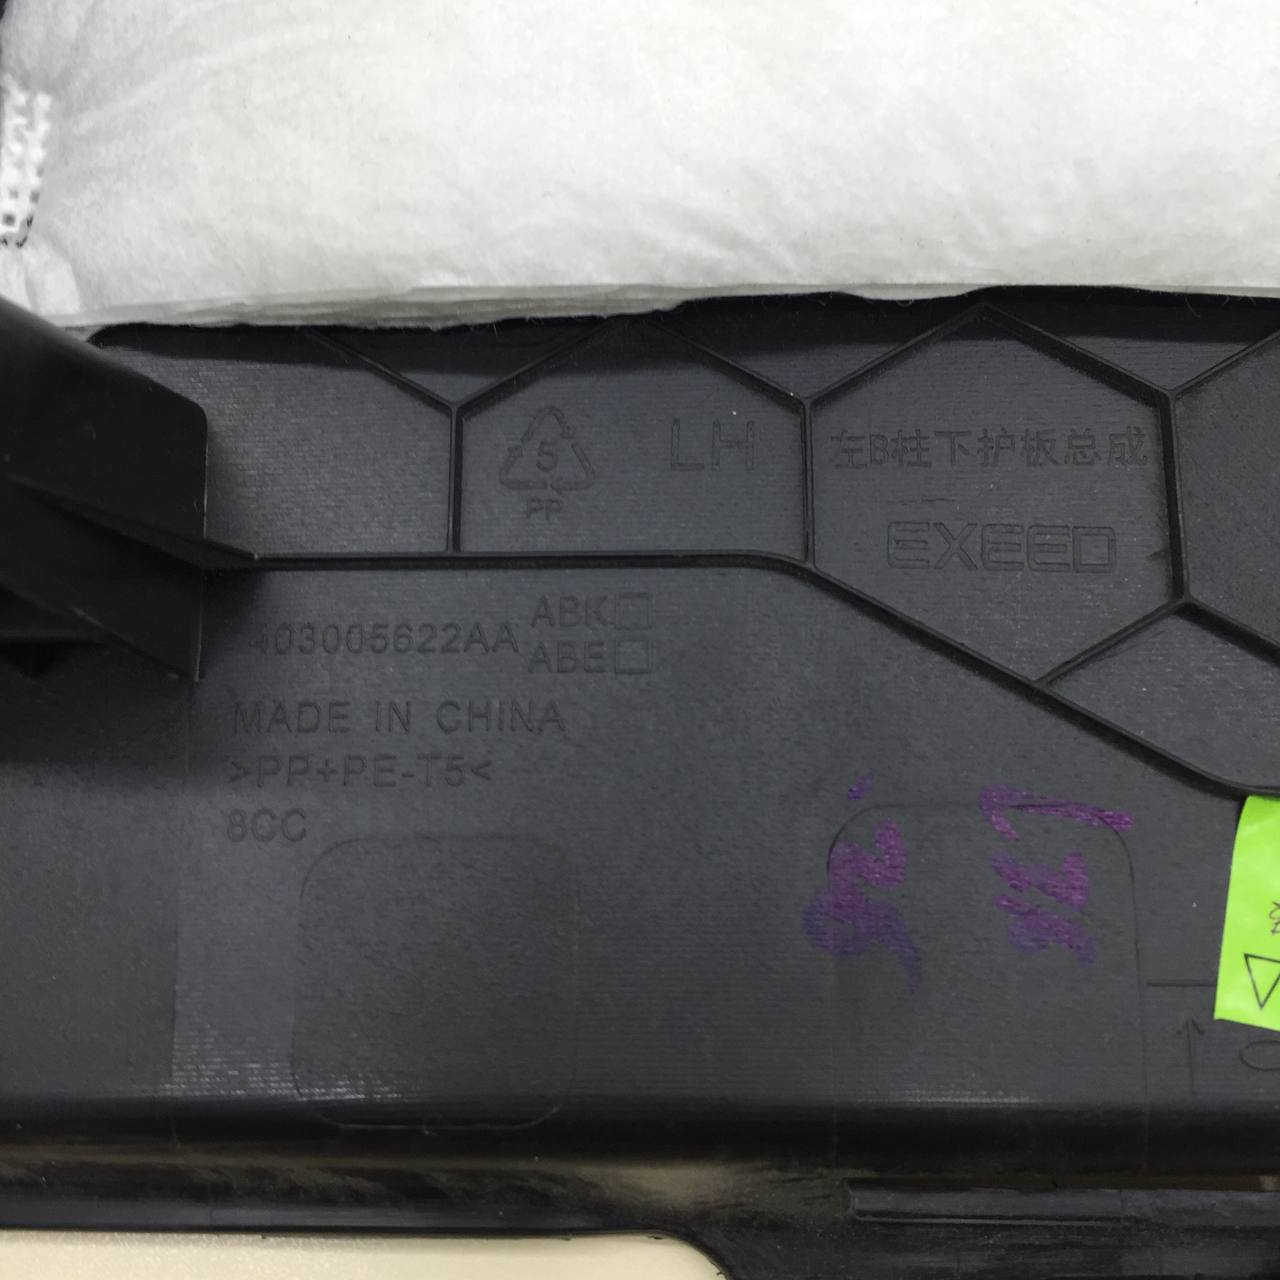 5
PP
LH
左B柱下护板总成
EXEED
403005622AA
ABK
ABE
MADE IN CHINA
>PP+PE-T5<
8CC